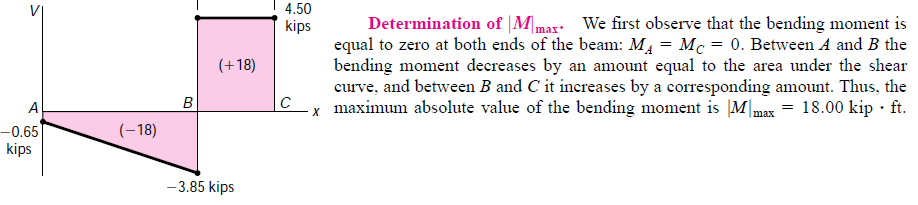 V
4.50
kips
(+18)
A
B
C
x
−0.65
kips
(−18)
−3.85 kips
Determination of |M|max. We first observe that the bending moment is
equal to zero at both ends of the beam: MA = MC = 0. Between A and B the
bending moment decreases by an amount equal to the area under the shear
curve, and between B and C it increases by a corresponding amount. Thus, the
maximum absolute value of the bending moment is |M|max = 18.00 kip · ft.